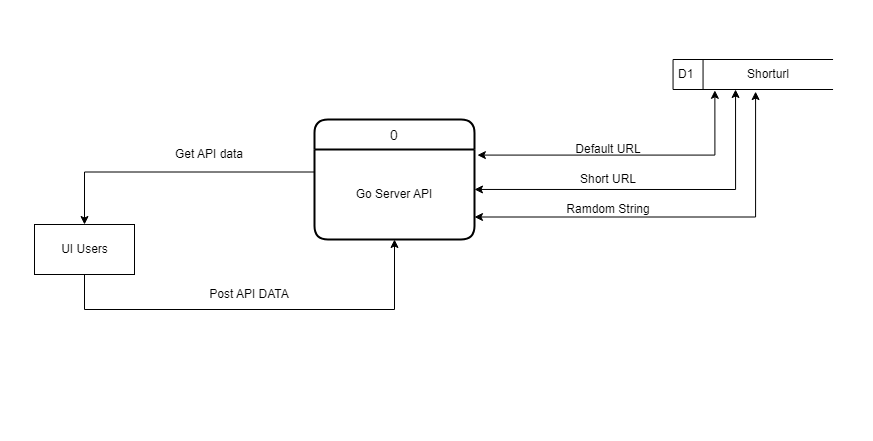 D1
Shorturl
0
Default URL
Get API data
Short URL
Go Server API
Ramdom String
UI Users
Post API DATA